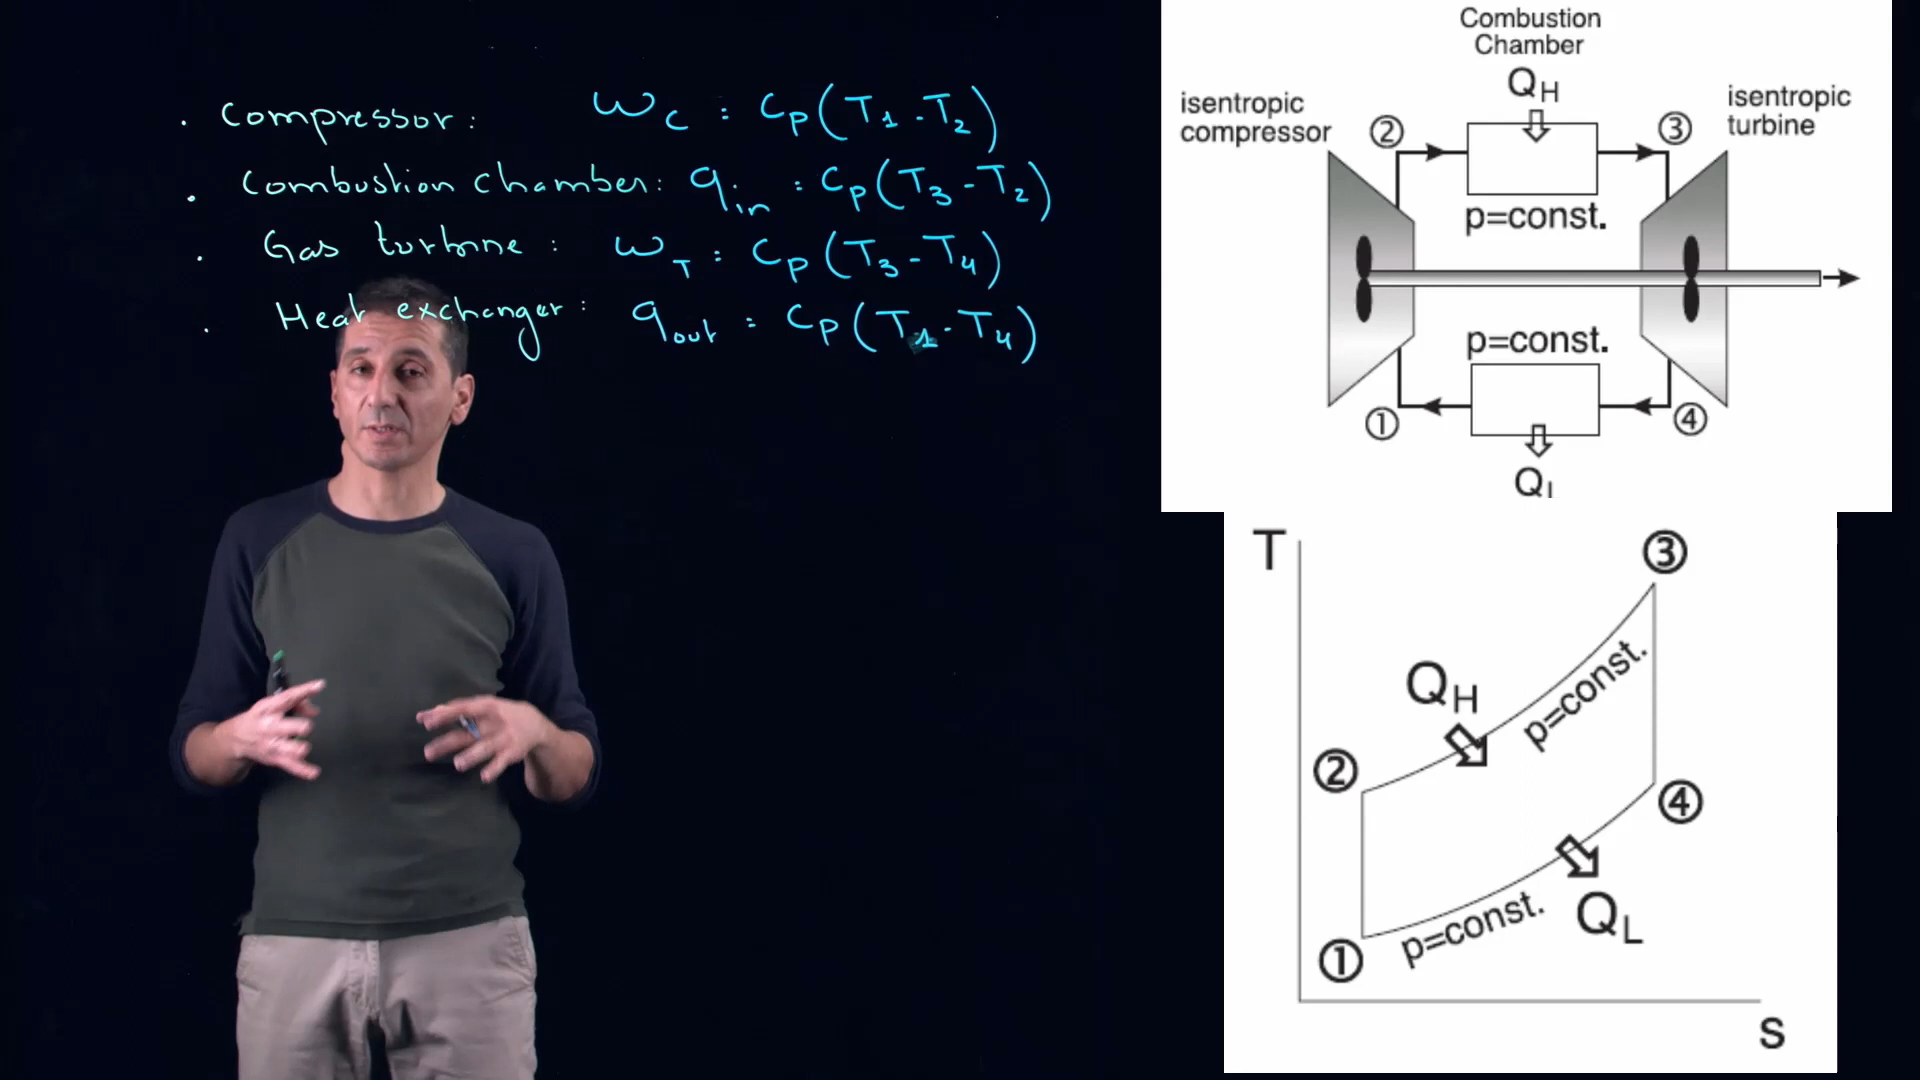 . Compressor: w_c = c_p(T_1 - T_2)
. Combustion chamber: q_in = c_p(T_3 - T_2)
. Gas turbine: w_T = c_p(T_3 - T_4)
. Heat exchanger: q_out = c_p(T_1 - T_4)
Combustion
Chamber
Q_H
isentropic
compressor
isentropic
turbine
② ③
p=const.
p=const.
① ④
Q_L
T
③
Q_H
p=const.
②
④
p=const.
Q_L
①
s